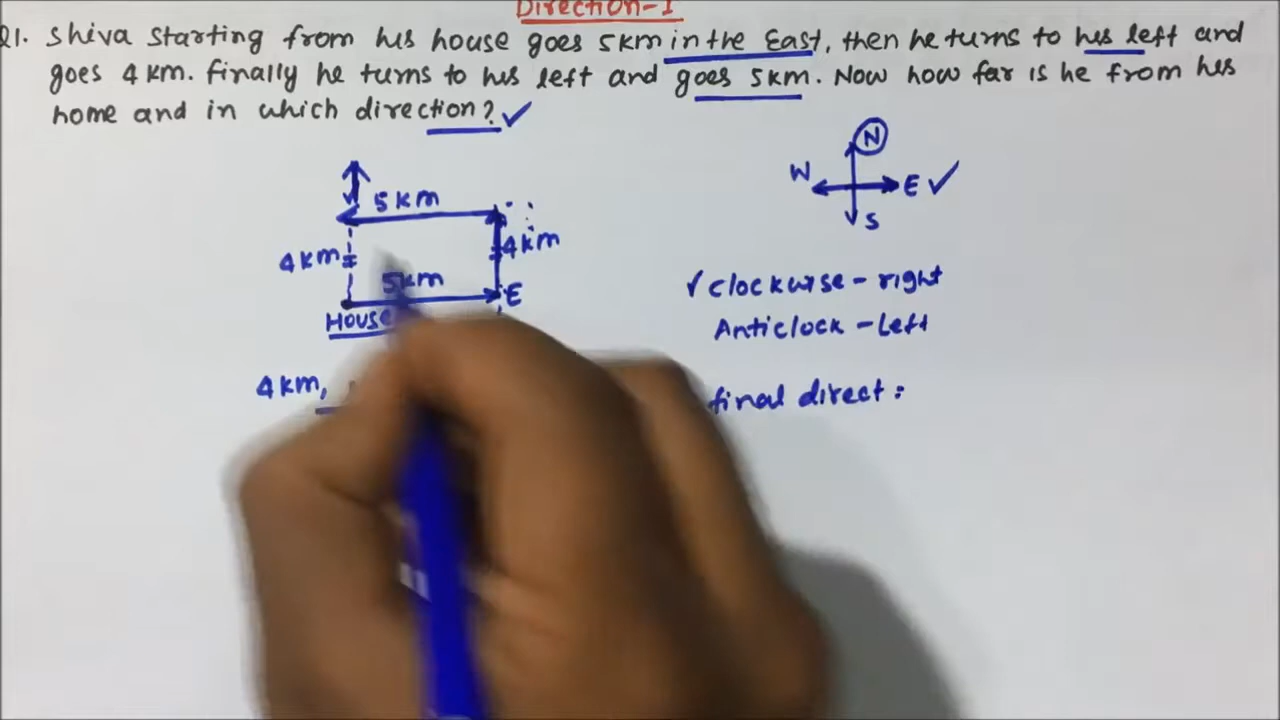 Direction-1
Q1. Shiva starting from his house goes 5km in the East, then he turns to his left and
goes 4 km. finally he turns to his left and goes 5km. Now how far is he from his
home and in which direction?
N
W E
S
5km
4km 4km
5km E
House
clockwise - right
Anticlock - Left
4km,
final direct :